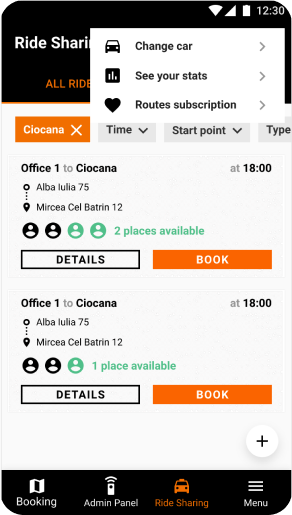 12:30
Ride Sharin
Change car
See your stats
Routes subscription
ALL RIDE
Ciocana
Time
Start point
Type
Office 1 to Ciocana at 18:00
Alba Iulia 75
Mircea Cel Batrin 12
2 places available
DETAILS BOOK
Office 1 to Ciocana at 18:00
Alba Iulia 75
Mircea Cel Batrin 12
1 place available
DETAILS BOOK
Booking
Admin Panel
Ride Sharing
Menu